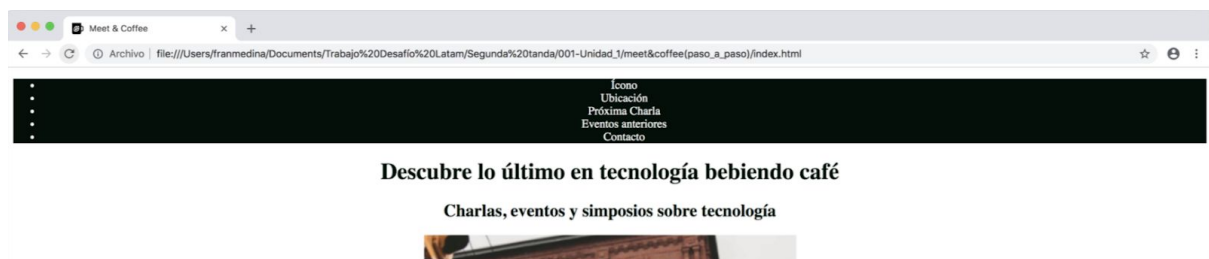 Meet & Coffee
Archivo | file:///Users/franmedina/Documents/Trabajo%20Desafío%20Latam/Segunda%20tanda/001-Unidad_1/meet&coffee(paso_a_paso)/index.html
Ícono
Ubicación
Próxima Charla
Eventos anteriores
Contacto
Descubre lo último en tecnología bebiendo café
Charlas, eventos y simposios sobre tecnología